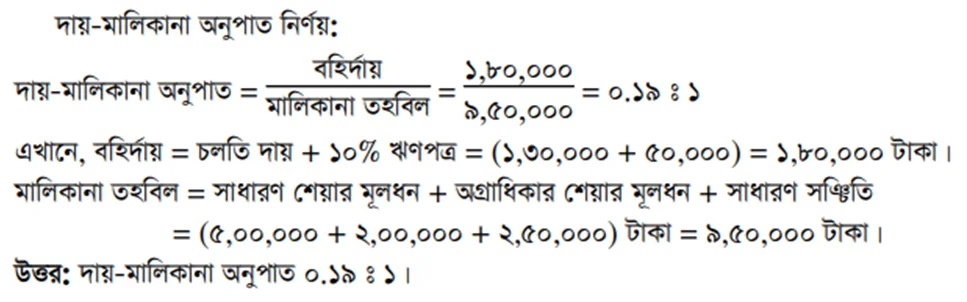 দায়-মালিকানা অনুপাত নির্ণয়:
দায়-মালিকানা অনুপাত = বহির্দায় / মালিকানা তহবিল = ১,৮০,০০০ / ৯,৫০,০০০ = ০.১৯ ঃ ১
এখানে, বহির্দায় = চলতি দায় + ১০% ঋণপত্র = (১,৩০,০০০ + ৫০,০০০) = ১,৮০,০০০ টাকা।
মালিকানা তহবিল = সাধারণ শেয়ার মূলধন + অগ্রাধিকার শেয়ার মূলধন + সাধারণ সঞ্চিতি
= (৫,০০,০০০ + ২,০০,০০০ + ২,৫০,০০০) টাকা = ৯,৫০,০০০ টাকা।
উত্তর: দায়-মালিকানা অনুপাত ০.১৯ ঃ ১।